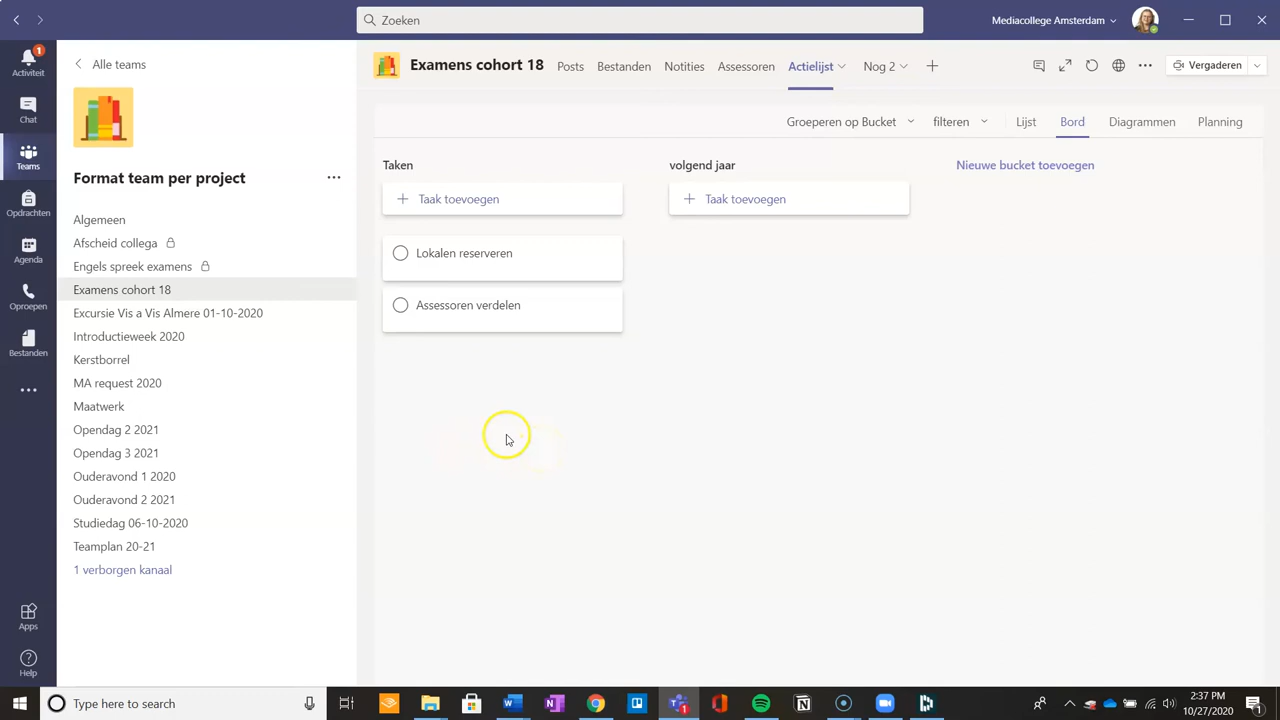 Zoeken
Mediacollege Amsterdam
1
Activiteit
Chat
Teams
Opdrachten
Agenda
Oproepen
Bestanden
Apps
Help
Alle teams
Format team per project
Algemeen
Afscheid collega
Engels spreek examens
Examens cohort 18
Excursie Vis a Vis Almere 01-10-2020
Introductieweek 2020
Kerstborrel
MA request 2020
Maatwerk
Opendag 2 2021
Opendag 3 2021
Ouderavond 1 2020
Ouderavond 2 2021
Studiedag 06-10-2020
Teamplan 20-21
1 verborgen kanaal
Examens cohort 18 Posts Bestanden Notities Assessoren Actielijst Nog 2
Vergaderen
Groeperen op Bucket filteren Lijst Bord Diagrammen Planning
Taken
Taak toevoegen
Lokalen reserveren
Assessoren verdelen
volgend jaar
Taak toevoegen
Nieuwe bucket toevoegen
Type here to search
1
2:37 PM
10/27/2020
1